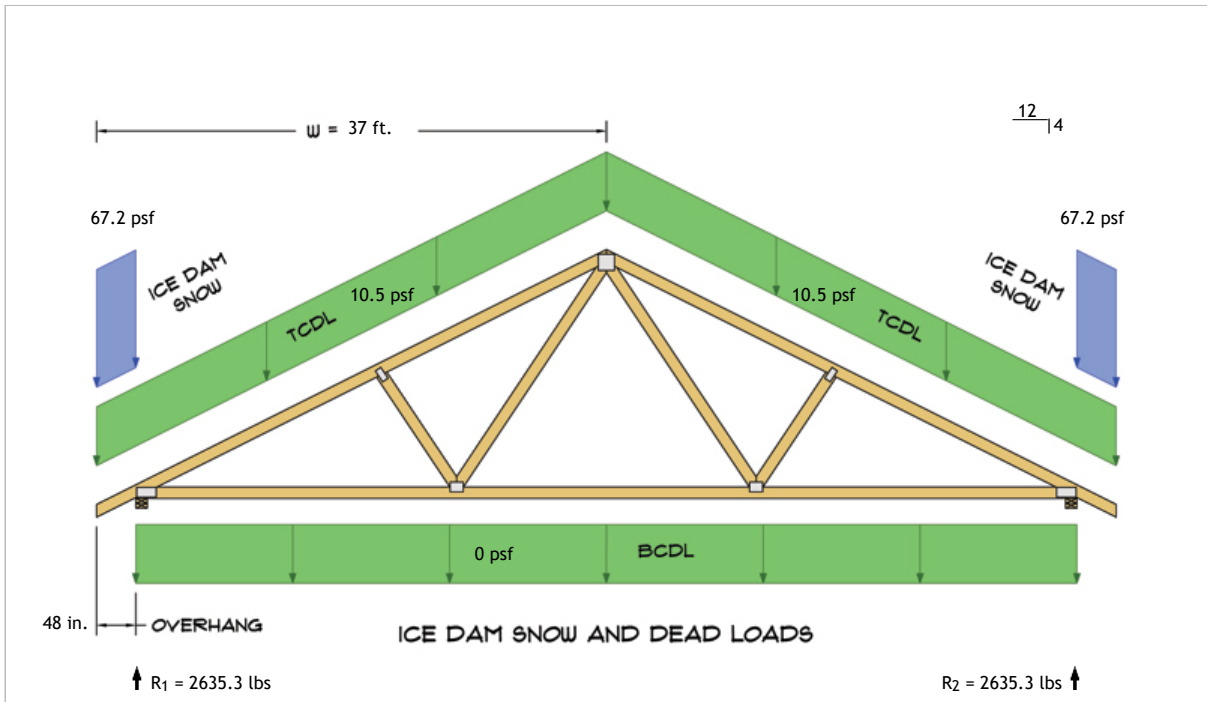 W = 37 ft.
12
4
67.2 psf
67.2 psf
ICE DAM
SNOW
ICE DAM
SNOW
10.5 psf
10.5 psf
TCDL
TCDL
0 psf
BCDL
48 in.
OVERHANG
ICE DAM SNOW AND DEAD LOADS
R1 = 2635.3 lbs
R2 = 2635.3 lbs